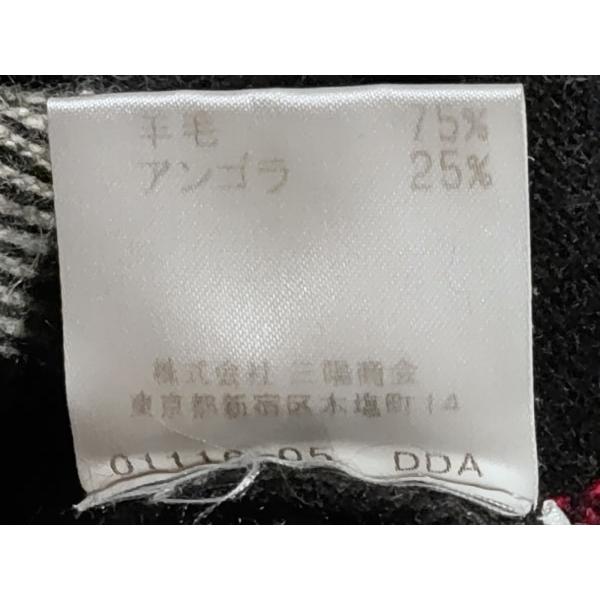 羊毛 75%
アンゴラ 25%
株式会社 三陽商会
東京都新宿区本塩町14
DDA